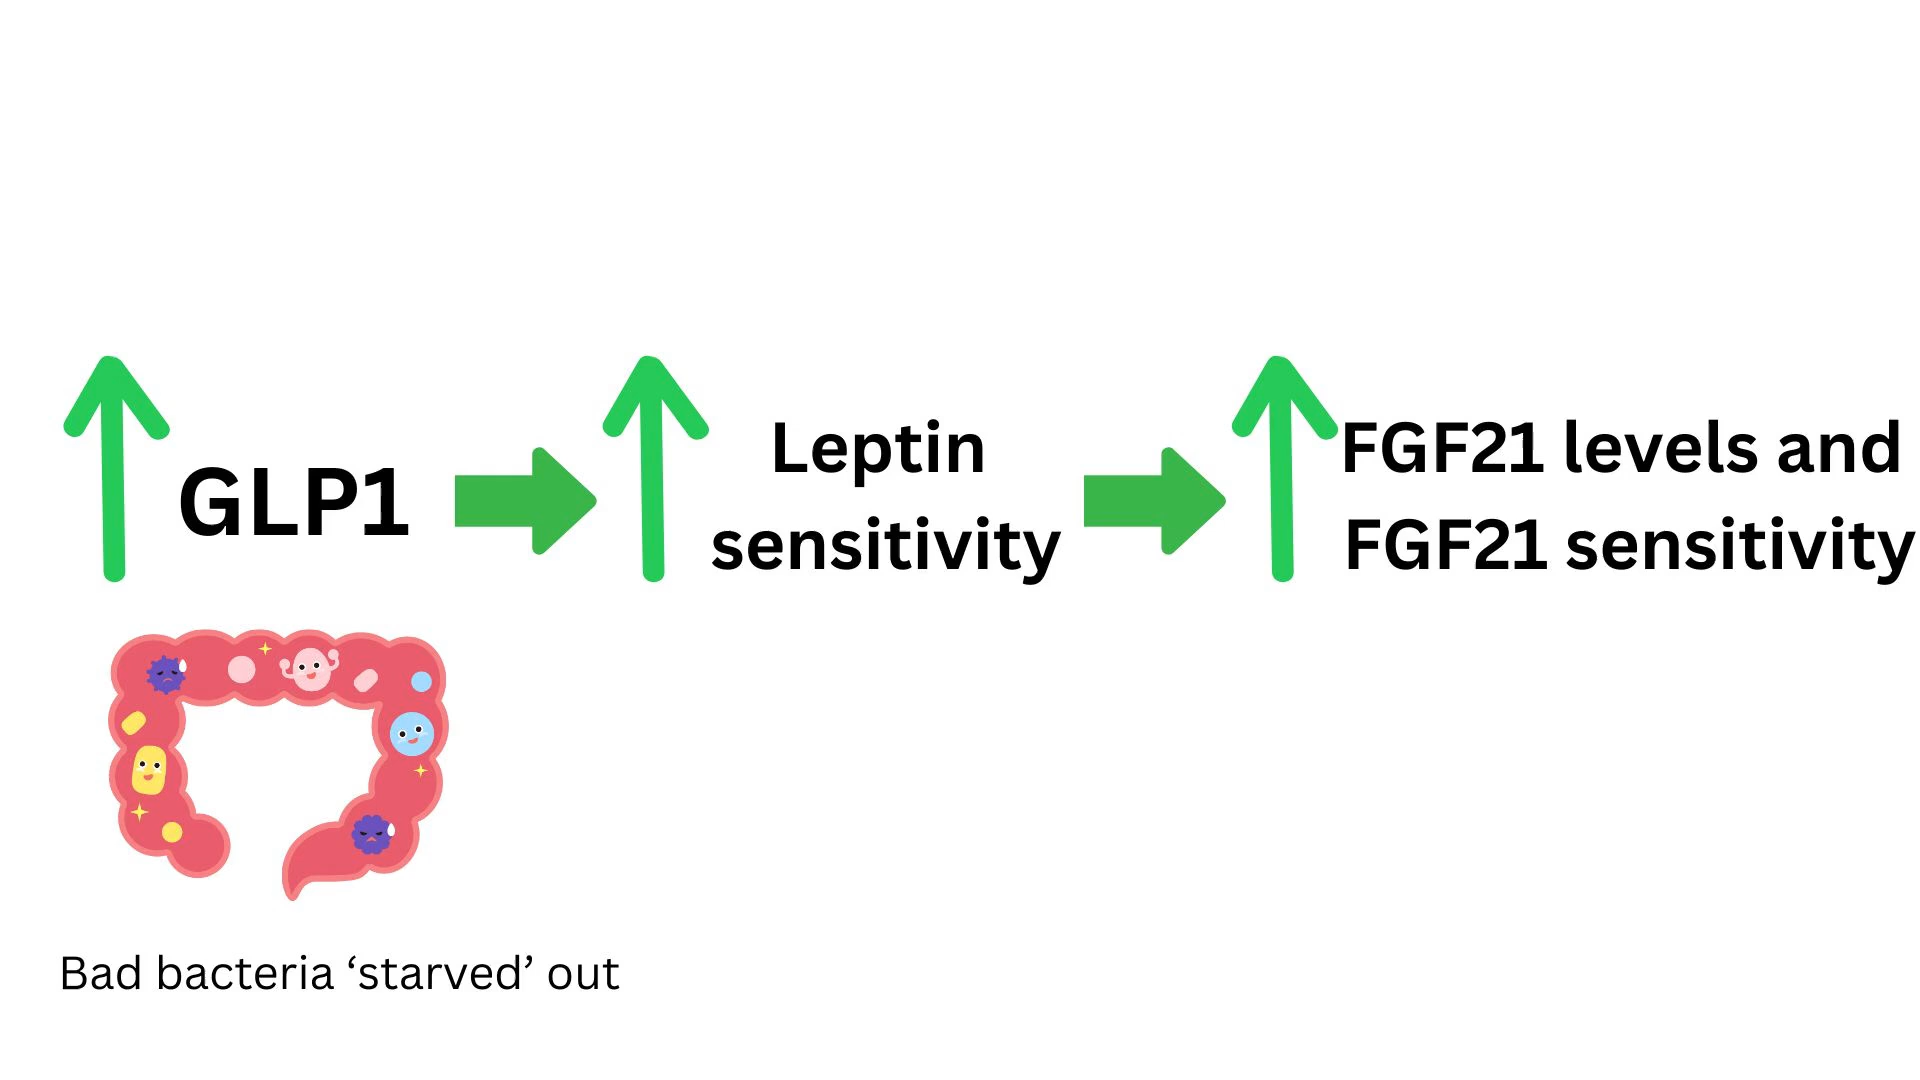 GLP1
Leptin
sensitivity
FGF21 levels and
FGF21 sensitivity
Bad bacteria ‘starved’ out